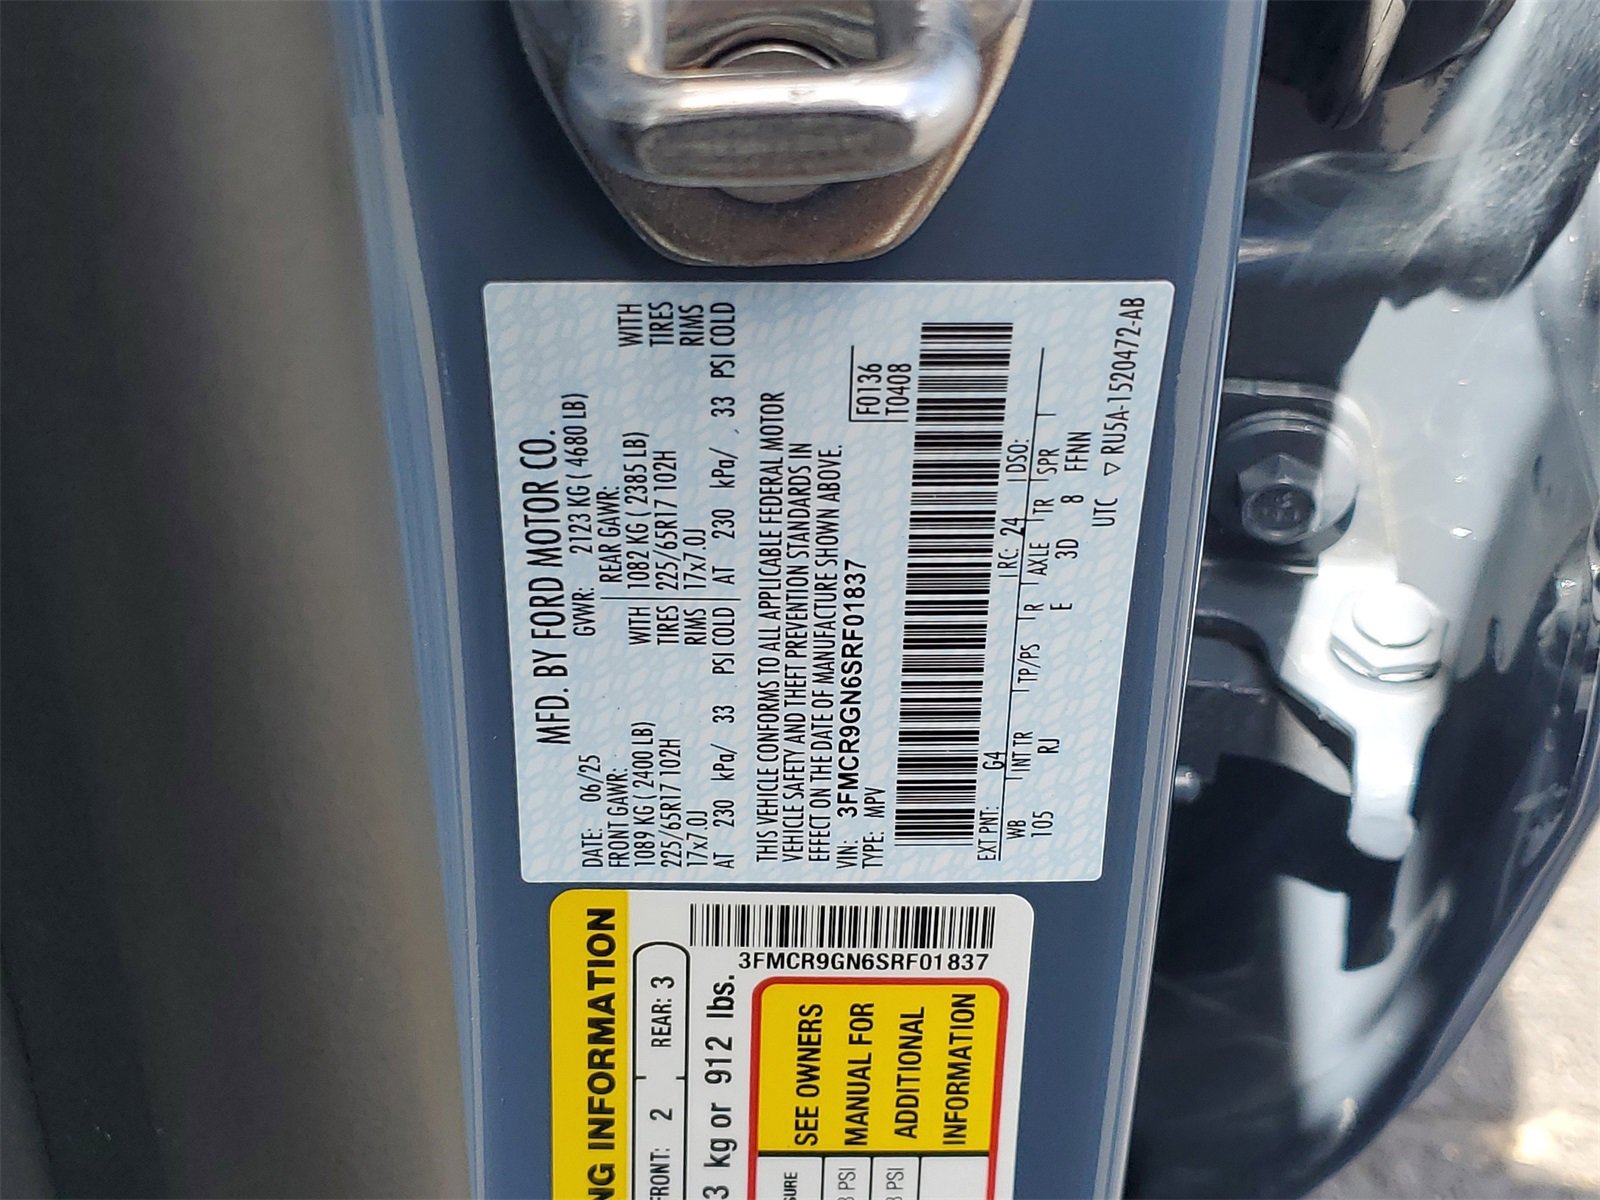 MFD. BY FORD MOTOR CO.
DATE: 06/25 GVWR: 2123 KG ( 4680 LB)
FRONT GAWR: REAR GAWR:
1089 KG ( 2400 LB) WITH 1082 KG ( 2385 LB) WITH
225/65R17 102H TIRES 225/65R17 102H TIRES
17x7.0J RIMS 17x7.0J RIMS
AT 230 kPa/ 33 PSI COLD AT 230 kPa/ 33 PSI COLD
THIS VEHICLE CONFORMS TO ALL APPLICABLE FEDERAL MOTOR
VEHICLE SAFETY AND THEFT PREVENTION STANDARDS IN
EFFECT ON THE DATE OF MANUFACTURE SHOWN ABOVE.
VIN: 3FMCR9GN6SRF01837 F0136
TYPE: MPV T0408
EXT PNT: G4 RC: 24 DSO:
WB INT TR TP/PS R AXLE TR SPR
105 RJ E 3D 8 FFNN
UTC ▽ RU5A-1520472-AB
NG INFORMATION
FRONT: 2 REAR: 3
3 kg or 912 lbs.
3FMCR9GN6SRF01837
SEE OWNERS
MANUAL FOR
ADDITIONAL
INFORMATION
SURE
PSI
PSI